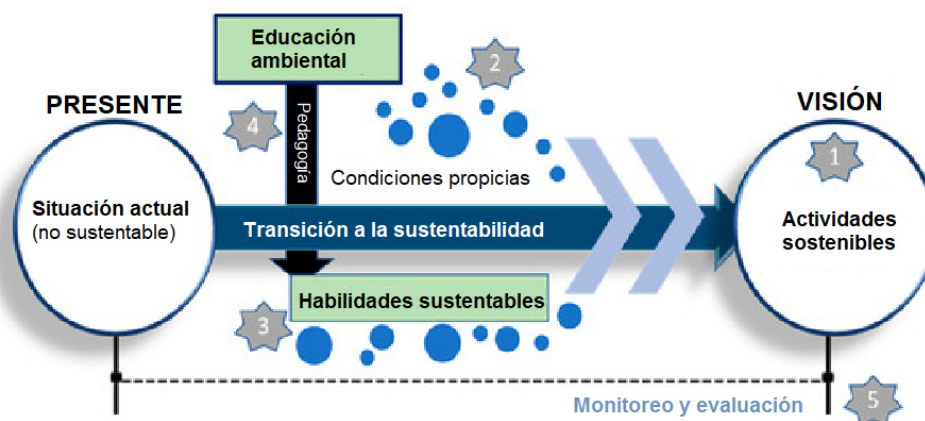 Educación
ambiental
2
PRESENTE
VISIÓN
4
Pedagogía
1
Condiciones propicias
Situación actual
(no sustentable)
Transición a la sustentabilidad
Actividades
sostenibles
Habilidades sustentables
3
Monitoreo y evaluación
5